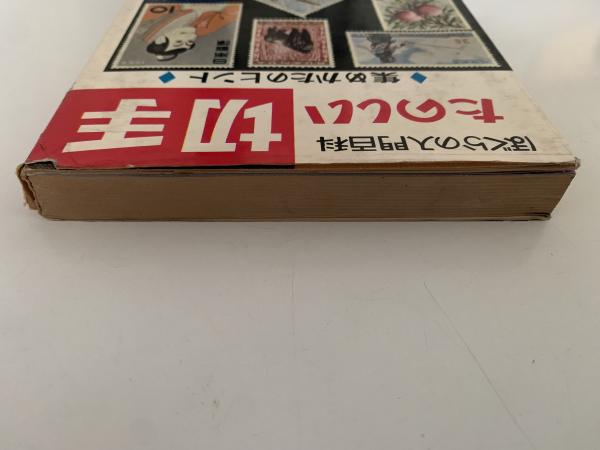 ぼくらの入門百科
たのしい切手
◆集めかたのヒント◆
10